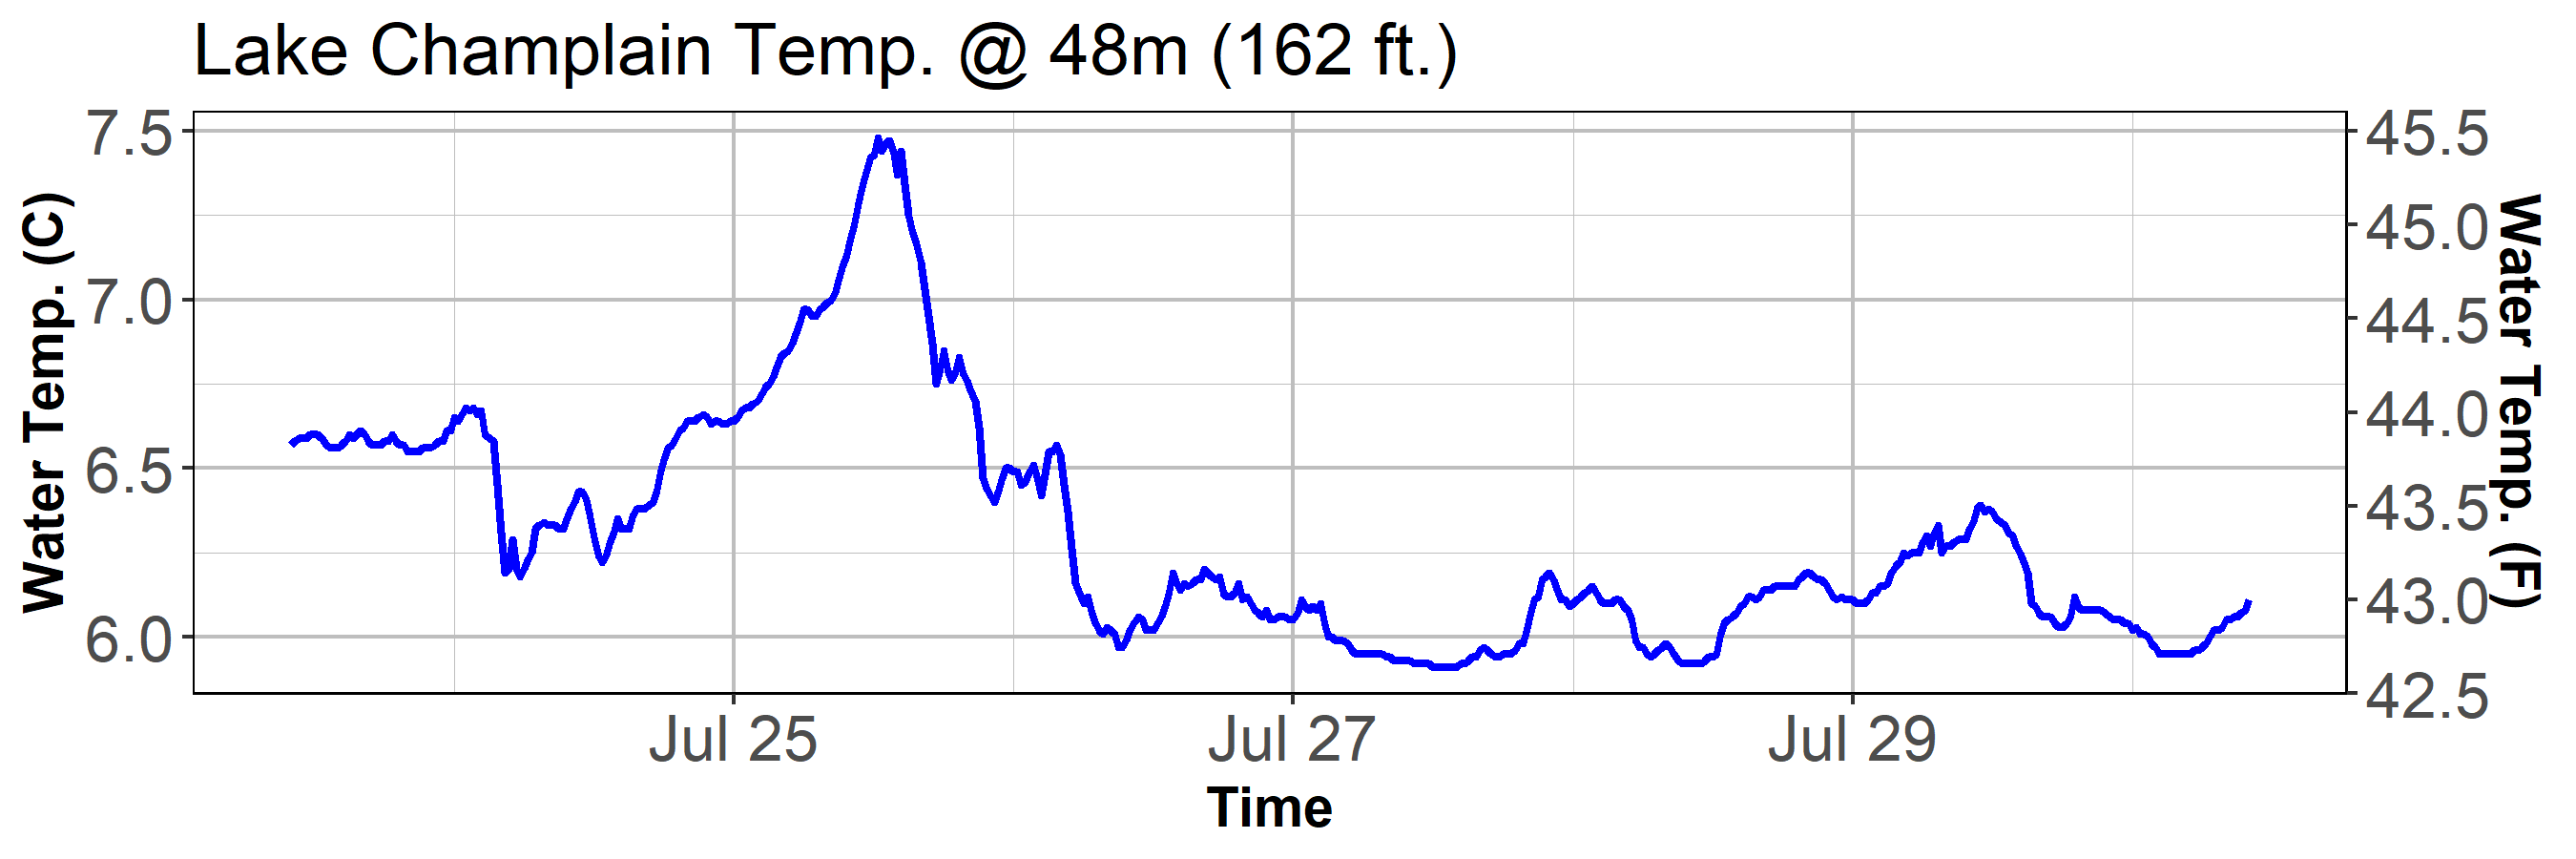 Lake Champlain Temp. @ 48m (162 ft.)
Water Temp. (C)
7.5
7.0
6.5
6.0
45.5
45.0
44.5
44.0
43.5
43.0
42.5
Water Temp. (F)
Jul 25 Jul 27 Jul 29
Time